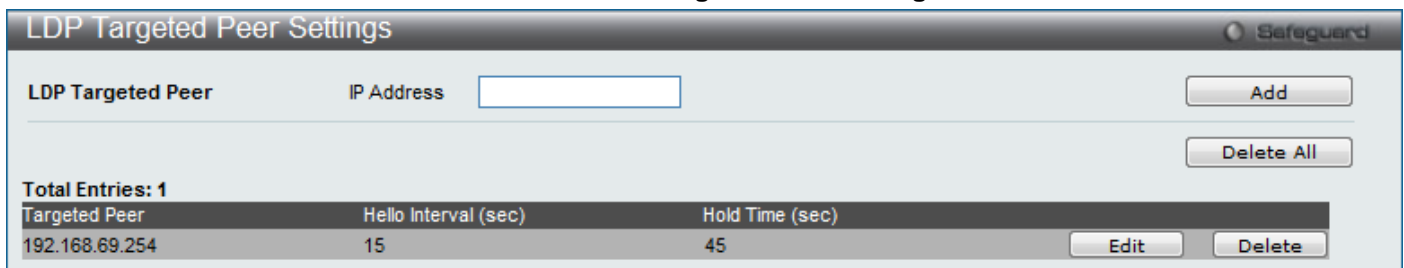 LDP Targeted Peer Settings Safeguard
LDP Targeted Peer IP Address Add
Delete All
Total Entries: 1
Targeted Peer Hello Interval (sec) Hold Time (sec)
192.168.69.254 15 45 Edit Delete